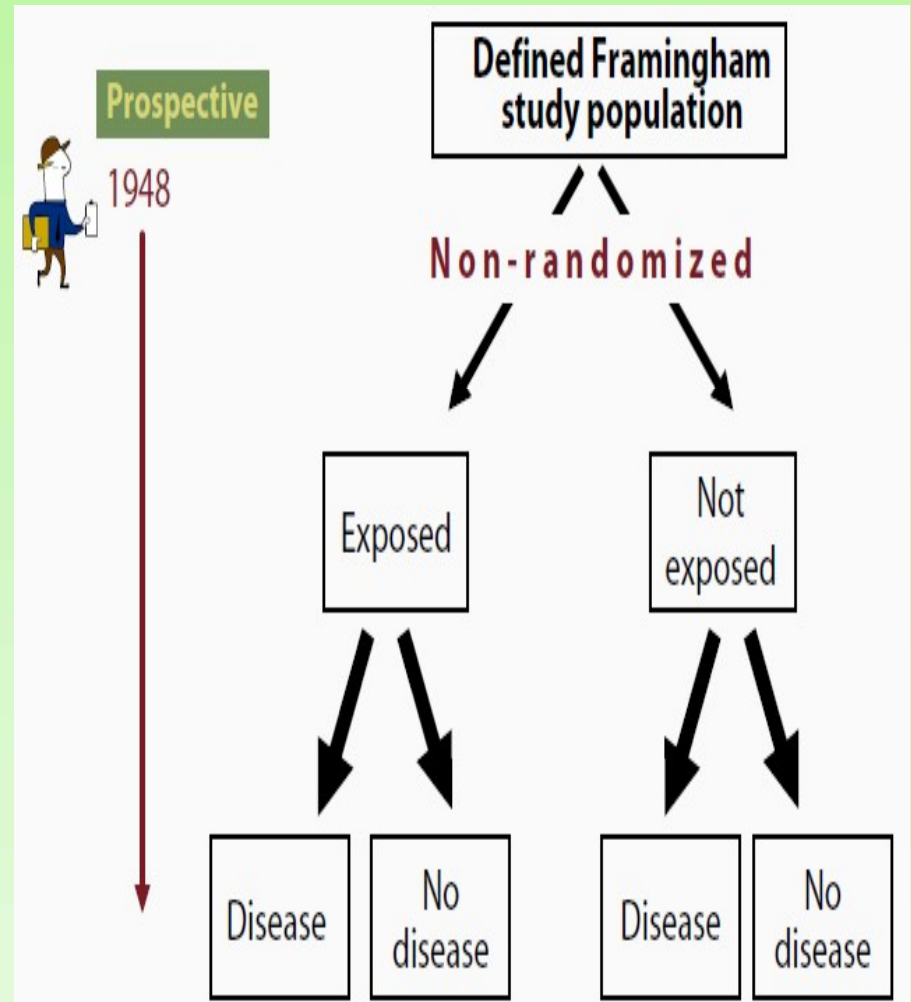 Defined Framingham
study population
Prospective
1948
Non-randomized
Exposed
Not
exposed
Disease
No
disease
Disease
No
disease